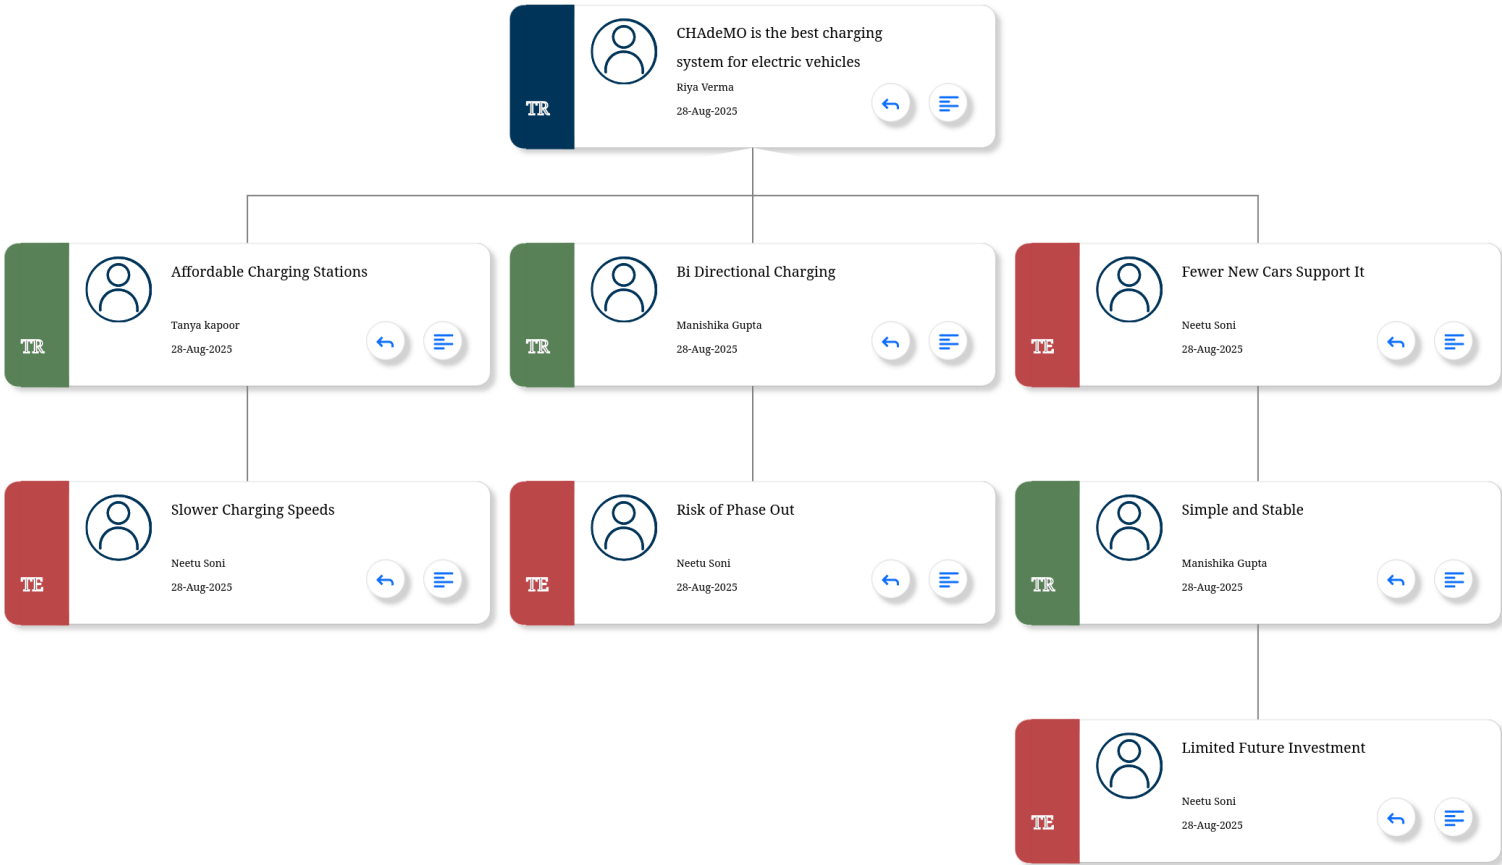 CHAdeMO is the best charging
system for electric vehicles
Riya Verma
28-Aug-2025
TR
Affordable Charging Stations
Tanya kapoor
28-Aug-2025
TR
Bi Directional Charging
Manishika Gupta
28-Aug-2025
TR
Fewer New Cars Support It
Neetu Soni
28-Aug-2025
TE
Slower Charging Speeds
Neetu Soni
28-Aug-2025
TE
Risk of Phase Out
Neetu Soni
28-Aug-2025
TE
Simple and Stable
Manishika Gupta
28-Aug-2025
TR
Limited Future Investment
Neetu Soni
28-Aug-2025
TE